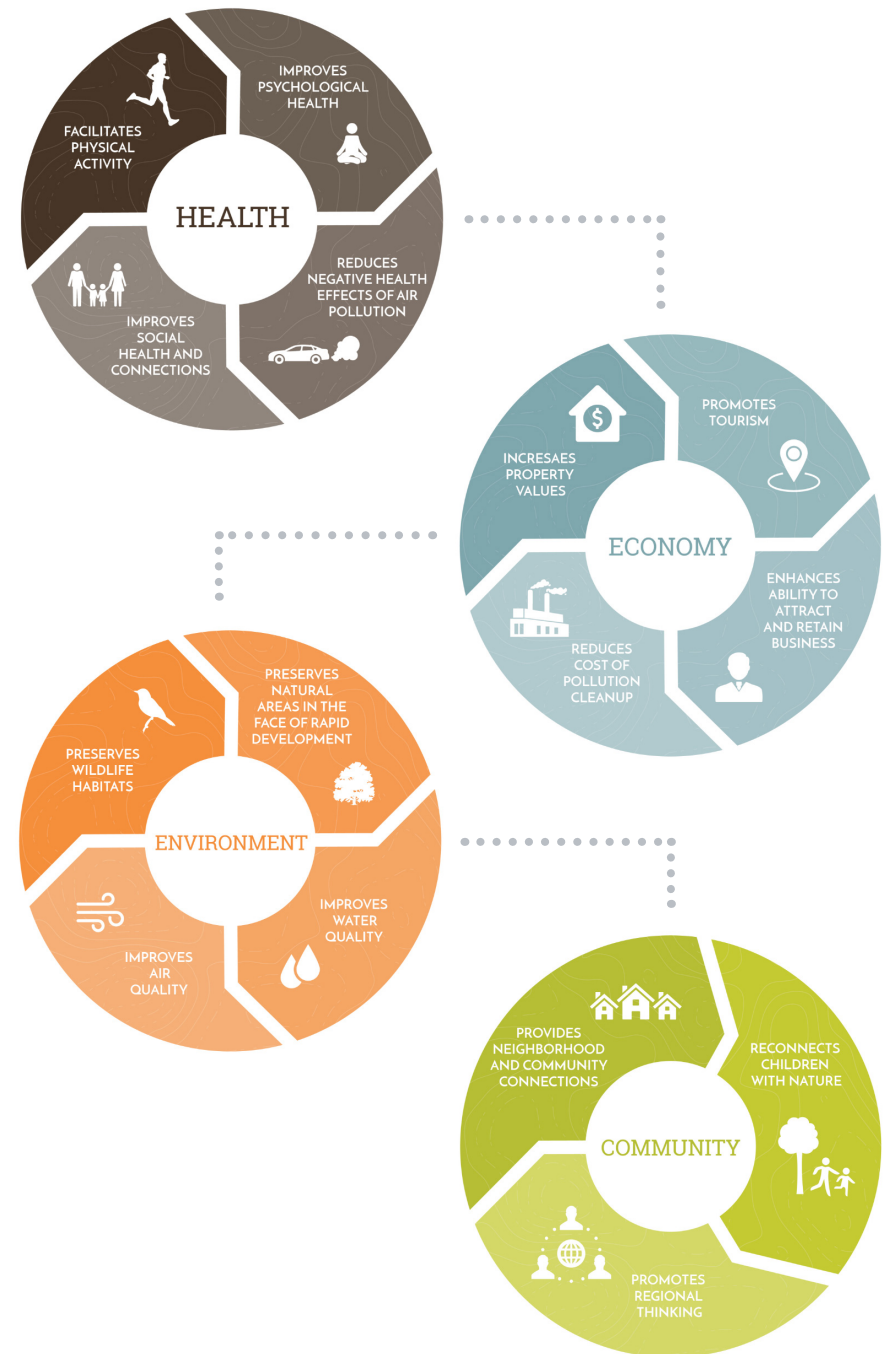 IMPROVES
PSYCHOLOGICAL
HEALTH
FACILITATES
PHYSICAL
ACTIVITY
HEALTH
REDUCES
NEGATIVE HEALTH
EFFECTS OF AIR
POLLUTION
IMPROVES
SOCIAL
HEALTH AND
CONNECTIONS
PROMOTES
TOURISM
INCRESAES
PROPERTY
VALUES
ECONOMY
ENHANCES
ABILITY TO
ATTRACT
AND RETAIN
BUSINESS
REDUCES
COST OF
POLLUTION
CLEANUP
PRESERVES
NATURAL
AREAS IN THE
FACE OF RAPID
DEVELOPMENT
PRESERVES
WILDLIFE
HABITATS
ENVIRONMENT
IMPROVES
WATER
QUALITY
IMPROVES
AIR
QUALITY
PROVIDES
NEIGHBORHOOD
AND COMMUNITY
CONNECTIONS
RECONNECTS
CHILDREN
WITH NATURE
COMMUNITY
PROMOTES
REGIONAL
THINKING